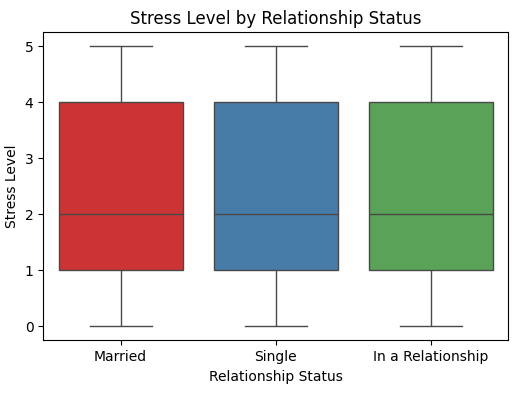 Stress Level by Relationship Status
Stress Level
5
4
3
2
1
0
Married Single In a Relationship
Relationship Status